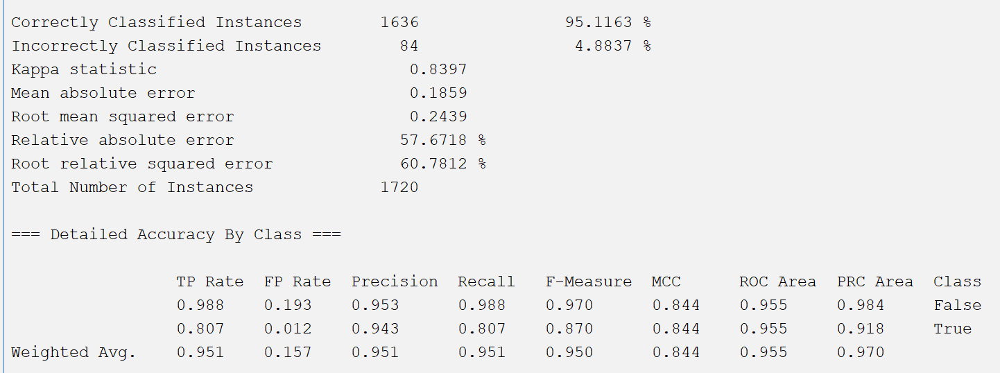 Correctly Classified Instances        1636               95.1163 %
Incorrectly Classified Instances        84                4.8837 %
Kappa statistic                          0.8397
Mean absolute error                      0.1859
Root mean squared error                  0.2439
Relative absolute error                 57.6718 %
Root relative squared error             60.7812 %
Total Number of Instances             1720
=== Detailed Accuracy By Class ===
                 TP Rate  FP Rate  Precision  Recall   F-Measure  MCC      ROC Area  PRC Area  Class
                 0.988    0.193    0.953      0.988    0.970      0.844    0.955     0.984     False
                 0.807    0.012    0.943      0.807    0.870      0.844    0.955     0.918     True
Weighted Avg.    0.951    0.157    0.951      0.951    0.950      0.844    0.955     0.970